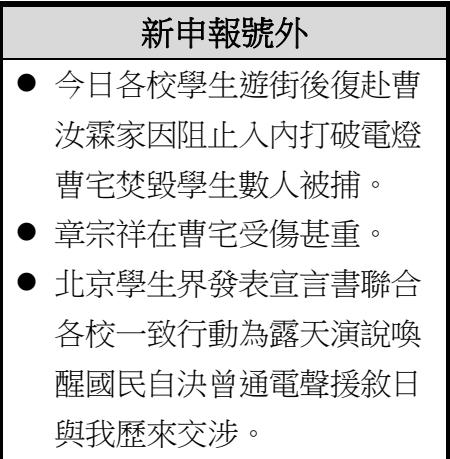 新申報號外
● 今日各校學生遊街後復赴曹
汝霖家因阻止入內打破電燈
曹宅焚毀學生數人被捕。
● 章宗祥在曹宅受傷甚重。
● 北京學生界發表宣言書聯合
各校一致行動為露天演說喚
醒國民自決曾通電聲援敘日
與我歷來交涉。